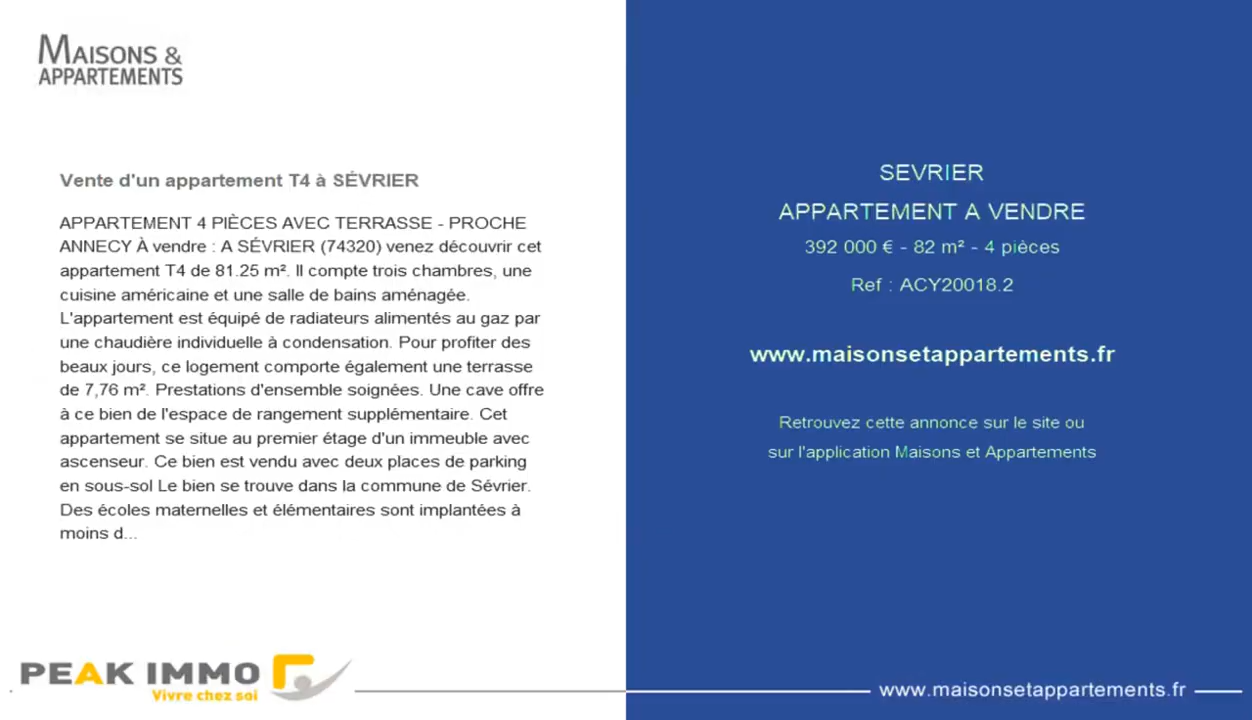 MAISONS &
APPARTEMENTS
Vente d'un appartement T4 à SÉVRIER
APPARTEMENT 4 PIÈCES AVEC TERRASSE - PROCHE
ANNECY À vendre : A SÉVRIER (74320) venez découvrir cet
appartement T4 de 81.25 m². Il compte trois chambres, une
cuisine américaine et une salle de bains aménagée.
L'appartement est équipé de radiateurs alimentés au gaz par
une chaudière individuelle à condensation. Pour profiter des
beaux jours, ce logement comporte également une terrasse
de 7,76 m². Prestations d'ensemble soignées. Une cave offre
à ce bien de l'espace de rangement supplémentaire. Cet
appartement se situe au premier étage d'un immeuble avec
ascenseur. Ce bien est vendu avec deux places de parking
en sous-sol Le bien se trouve dans la commune de Sévrier.
Des écoles maternelles et élémentaires sont implantées à
moins d...
PEAK IMMO
Vivre chez soi
SEVRIER
APPARTEMENT A VENDRE
392 000 € - 82 m² - 4 pièces
Ref : ACY20018.2
www.maisonsetappartements.fr
Retrouvez cette annonce sur le site ou
sur l'application Maisons et Appartements
www.maisonsetappartements.fr